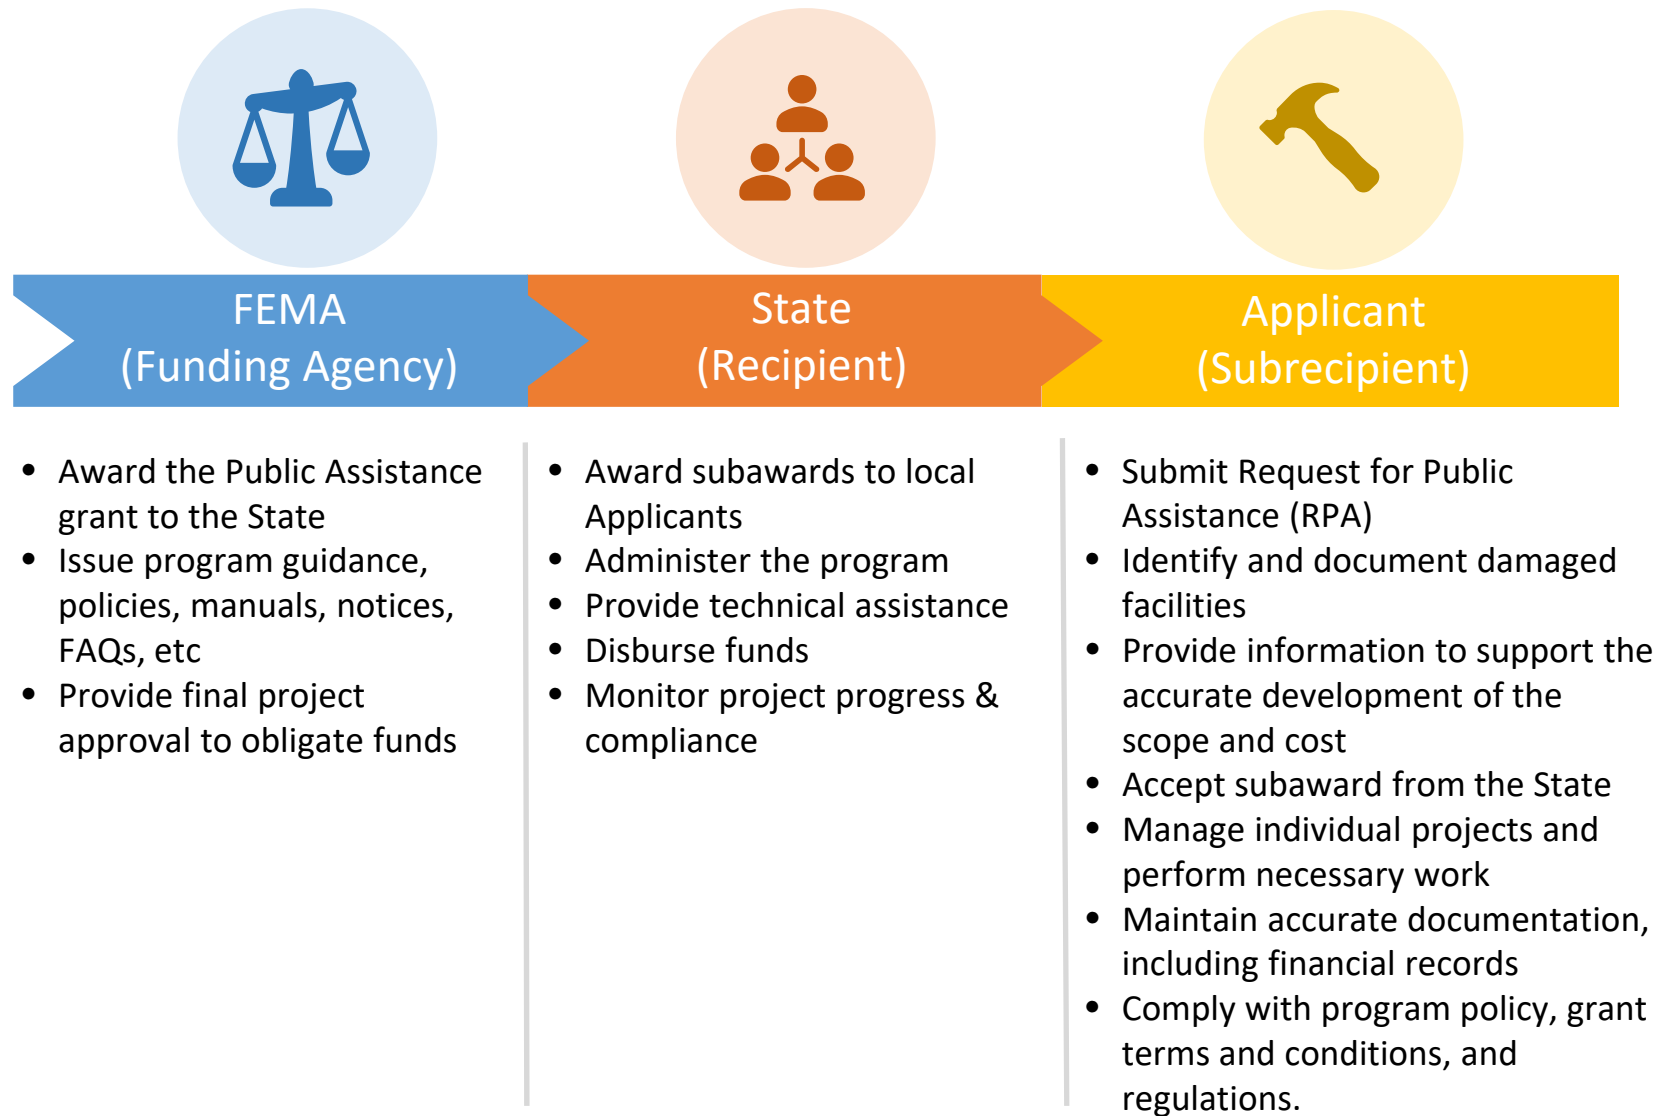 FEMA
(Funding Agency)
State
(Recipient)
Applicant
(Subrecipient)
• Award the Public Assistance
grant to the State
• Issue program guidance,
policies, manuals, notices,
FAQs, etc
• Provide final project
approval to obligate funds
• Award subawards to local
Applicants
• Administer the program
• Provide technical assistance
• Disburse funds
• Monitor project progress &
compliance
• Submit Request for Public
Assistance (RPA)
• Identify and document damaged
facilities
• Provide information to support the
accurate development of the
scope and cost
• Accept subaward from the State
• Manage individual projects and
perform necessary work
• Maintain accurate documentation,
including financial records
• Comply with program policy, grant
terms and conditions, and
regulations.